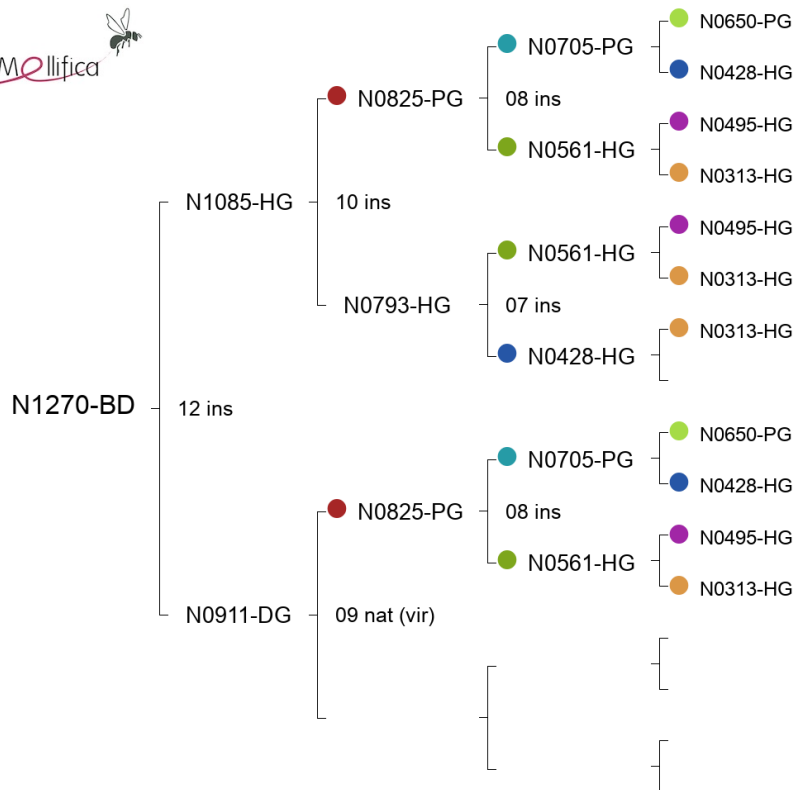 Mellifica
N0650-PG
N0705-PG
N0428-HG
N0825-PG
08 ins
N0495-HG
N0561-HG
N0313-HG
N1085-HG
10 ins
N0495-HG
N0561-HG
N0313-HG
N0793-HG
07 ins
N0313-HG
N0428-HG
N1270-BD
12 ins
N0650-PG
N0705-PG
N0428-HG
N0825-PG
08 ins
N0495-HG
N0561-HG
N0313-HG
N0911-DG
09 nat (vir)